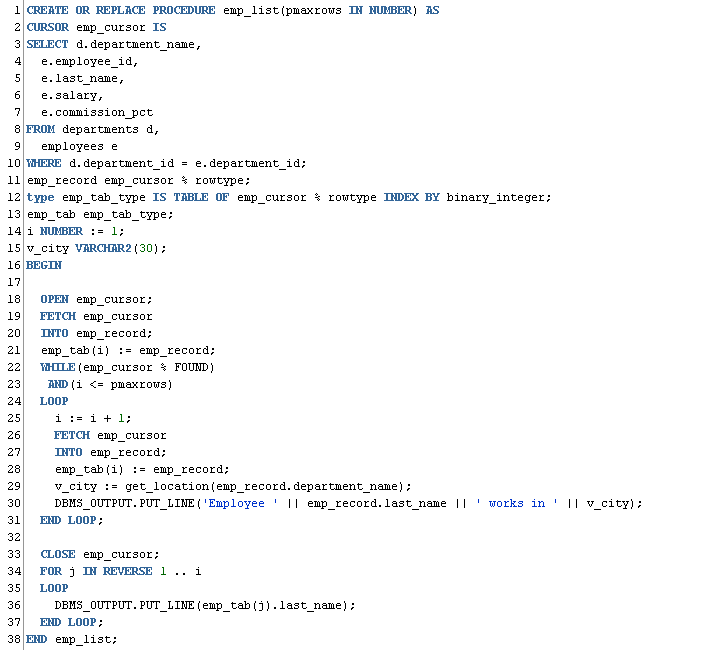 1 CREATE OR REPLACE PROCEDURE emp_list(pmaxrows IN NUMBER) AS
2 CURSOR emp_cursor IS
3 SELECT d.department_name,
4   e.employee_id,
5   e.last_name,
6   e.salary,
7   e.commission_pct
8 FROM departments d,
9   employees e
10 WHERE d.department_id = e.department_id;
11 emp_record emp_cursor % rowtype;
12 type emp_tab_type IS TABLE OF emp_cursor % rowtype INDEX BY binary_integer;
13 emp_tab emp_tab_type;
14 i NUMBER := 1;
15 v_city VARCHAR2(30);
16 BEGIN
17
18   OPEN emp_cursor;
19   FETCH emp_cursor
20   INTO emp_record;
21   emp_tab(i) := emp_record;
22   WHILE(emp_cursor % FOUND)
23    AND(i <= pmaxrows)
24   LOOP
25     i := i + 1;
26     FETCH emp_cursor
27     INTO emp_record;
28     emp_tab(i) := emp_record;
29     v_city := get_location(emp_record.department_name);
30     DBMS_OUTPUT.PUT_LINE('Employee ' || emp_record.last_name || ' works in ' || v_city);
31   END LOOP;
32
33   CLOSE emp_cursor;
34   FOR j IN REVERSE 1 .. i
35   LOOP
36     DBMS_OUTPUT.PUT_LINE(emp_tab(j).last_name);
37   END LOOP;
38 END emp_list;